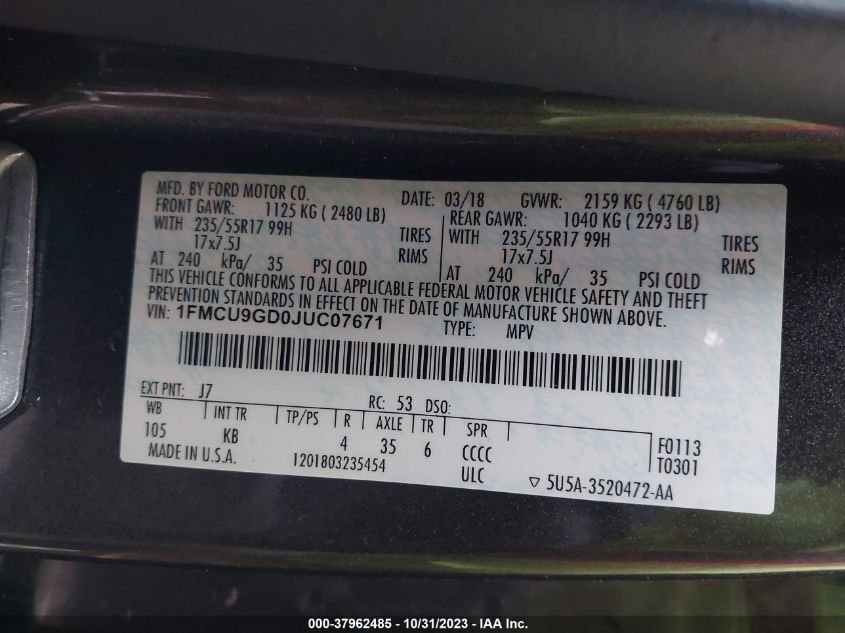 MFD. BY FORD MOTOR CO. DATE: 03/18 GVWR: 2159 KG ( 4760 LB)
FRONT GAWR: 1125 KG ( 2480 LB) REAR GAWR: 1040 KG ( 2293 LB)
WITH 235/55R17 99H TIRES WITH 235/55R17 99H TIRES
17x7.5J RIMS 17x7.5J RIMS
AT 240 kPa/ 35 PSI COLD AT 240 kPa/ 35 PSI COLD
THIS VEHICLE CONFORMS TO ALL APPLICABLE FEDERAL MOTOR VEHICLE SAFETY AND THEFT
PREVENTION STANDARDS IN EFFECT ON THE DATE OF MANUFACTURE SHOWN ABOVE.
VIN: 1FMCU9GD0JUC07671 TYPE: MPV
EXT PNT: J7 RC: 53 DSO:
WB INT TR TP/PS R AXLE TR SPR F0113
105 KB 4 35 6 CCCC T0301
MADE IN U.S.A. 1201803235454 ULC ▽ 5U5A-3520472-AA
000-37962485 - 10/31/2023 - IAA Inc.